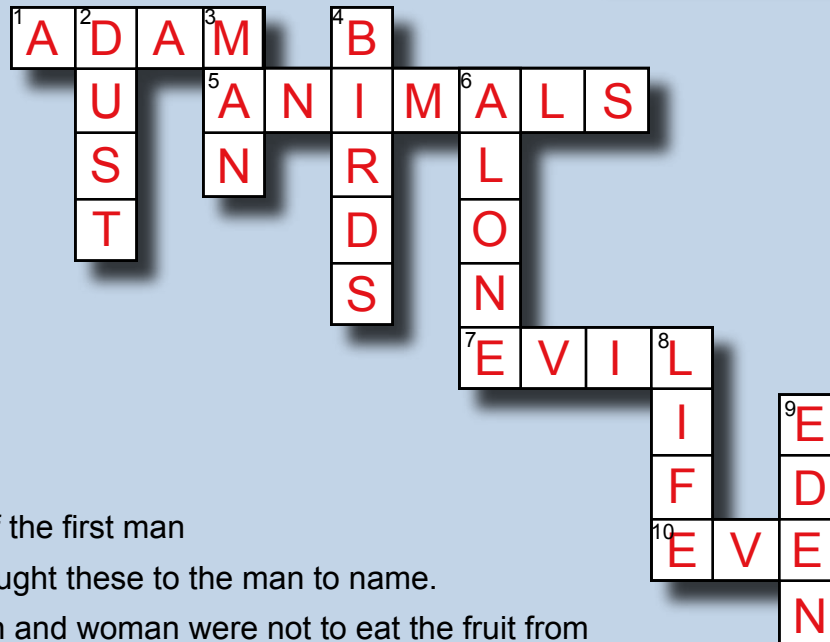 1 A 2 D A 3 M 4 B
U 5 A N I M 6 A L S
S N R L
T D O
S N
7 E V I 8 L
I 9 E
F D
10 E V E
N
f the first man
ught these to the man to name.
and woman were not to eat the fruit from